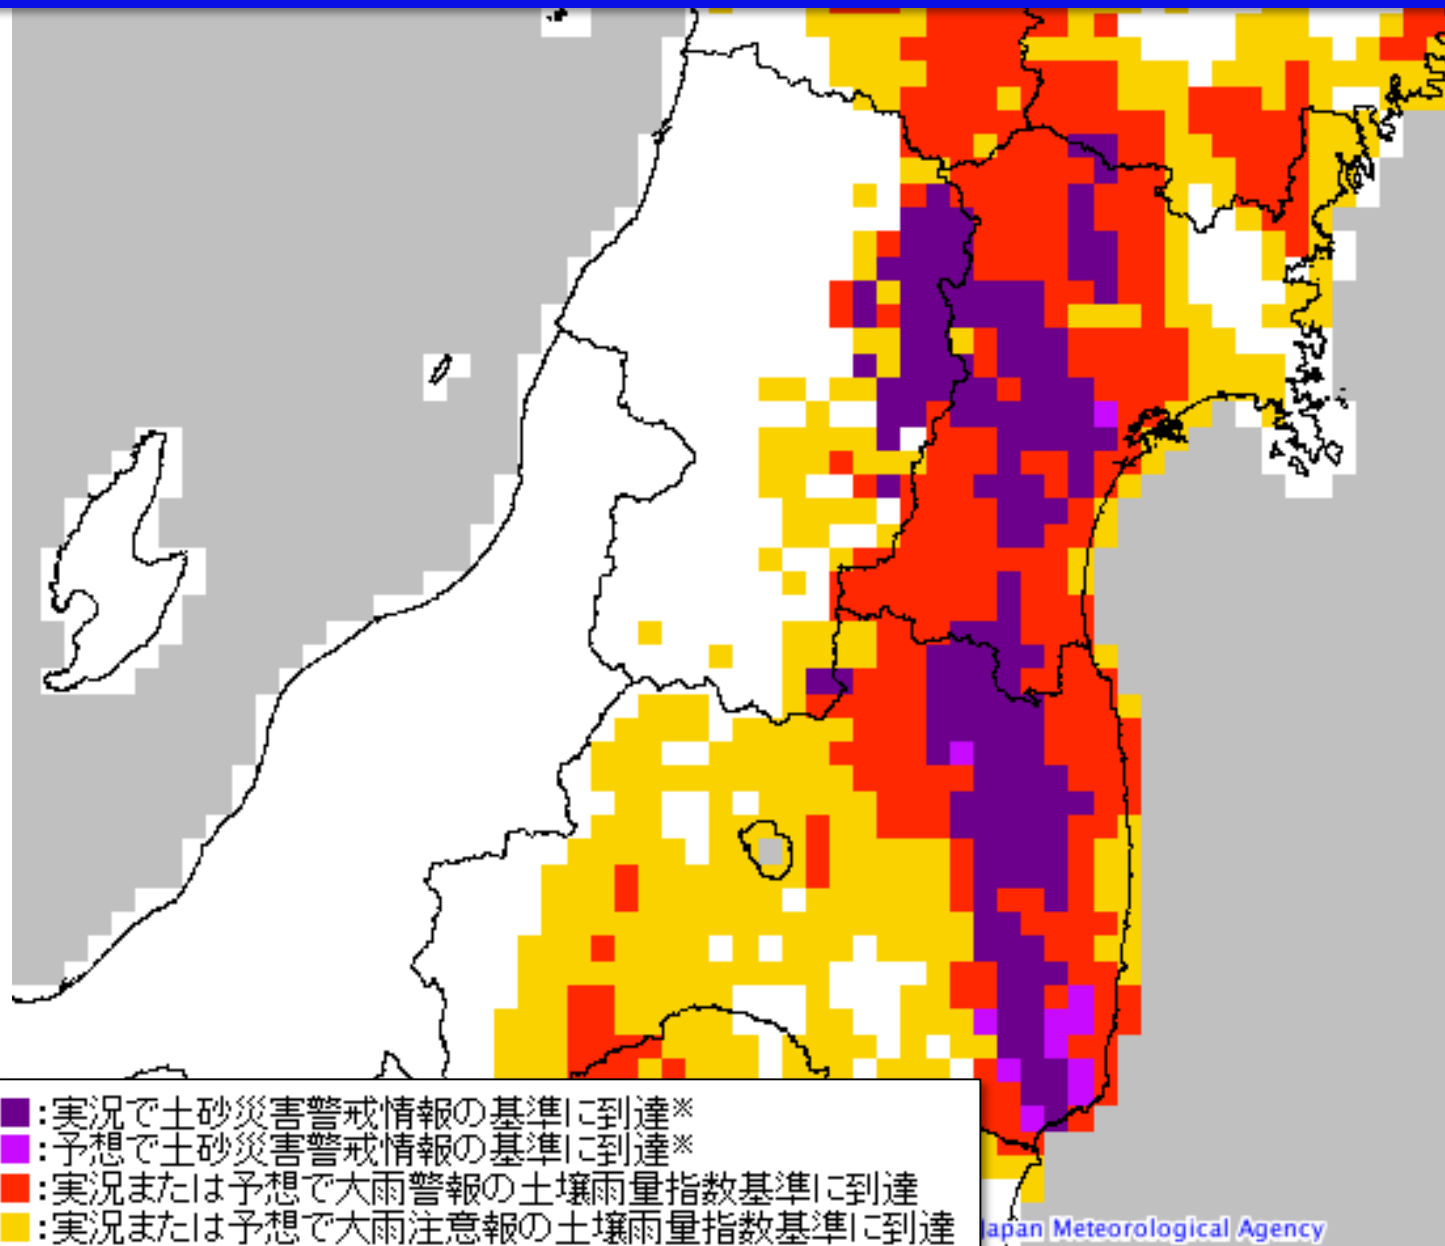 :実況で土砂災害警戒情報の基準に到達※
:予想で土砂災害警戒情報の基準に到達※
:実況または予想で大雨警報の土壌雨量指数基準に到達
:実況または予想で大雨注意報の土壌雨量指数基準に到達
Japan Meteorological Agency